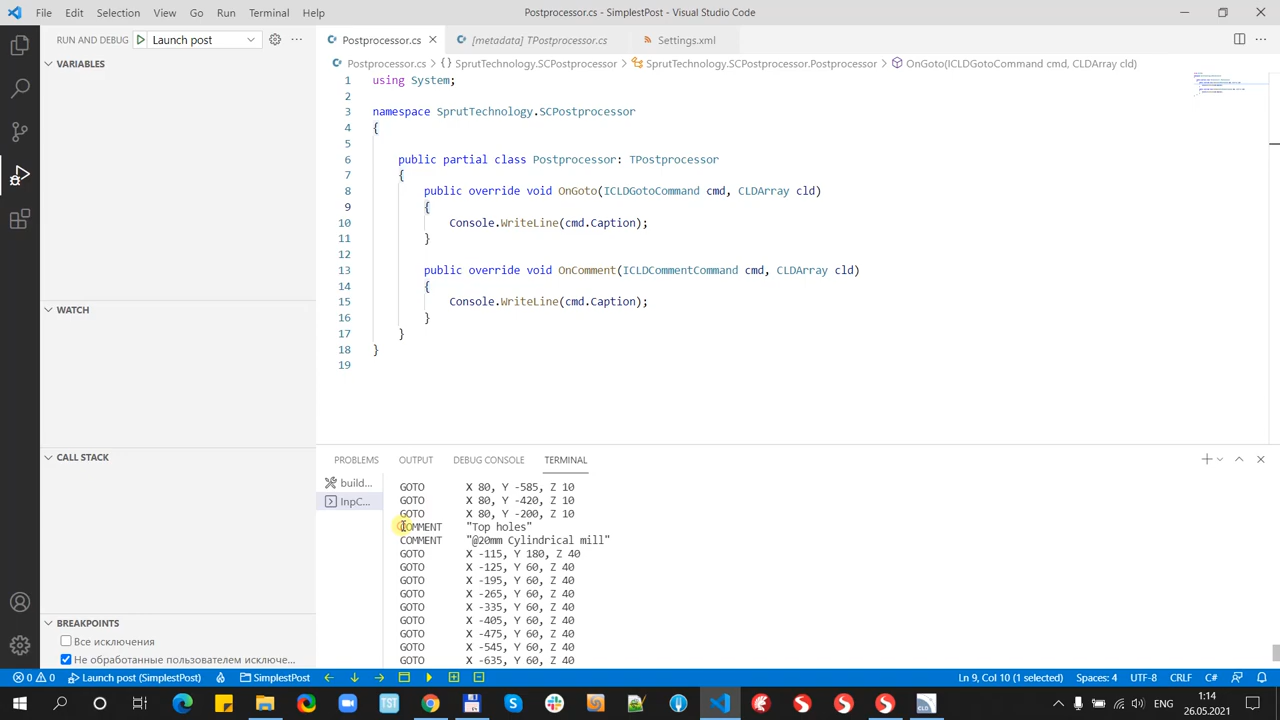 File Edit Selection View Go Run Terminal Help
Postprocessor.cs - SimplestPost - Visual Studio Code
RUN AND DEBUG Launch post
Postprocessor.cs
[metadata] TPostprocessor.cs
Settings.xml
VARIABLES
Postprocessor.cs > {} SprutTechnology.SCPostprocessor > SprutTechnology.SCPostprocessor.Postprocessor > OnGoto(ICLDGotoCommand cmd, CLDArray cld)
1 using System;
2
3 namespace SprutTechnology.SCPostprocessor
4 {
5
6 public partial class Postprocessor: TPostprocessor
7 {
8 public override void OnGoto(ICLDGotoCommand cmd, CLDArray cld)
9 {
10 Console.WriteLine(cmd.Caption);
11 }
12
13 public override void OnComment(ICLDCommentCommand cmd, CLDArray cld)
14 {
15 Console.WriteLine(cmd.Caption);
16 }
17 }
18 }
19
WATCH
CALL STACK
BREAKPOINTS
Все исключения
Не обработанные пользователем исключе...
PROBLEMS OUTPUT DEBUG CONSOLE TERMINAL
build...
InpC...
GOTO X 80, Y -585, Z 10
GOTO X 80, Y -420, Z 10
GOTO X 80, Y -200, Z 10
COMMENT "Top holes"
COMMENT "@20mm Cylindrical mill"
GOTO X -115, Y 180, Z 40
GOTO X -125, Y 60, Z 40
GOTO X -195, Y 60, Z 40
GOTO X -265, Y 60, Z 40
GOTO X -335, Y 60, Z 40
GOTO X -405, Y 60, Z 40
GOTO X -475, Y 60, Z 40
GOTO X -545, Y 60, Z 40
GOTO X -635, Y 60, Z 40
0 0 Launch post (SimplestPost) SimplestPost
Ln 9, Col 10 (1 selected) Spaces: 4 UTF-8 CRLF C#
TST
CLD
ENG
1:14
26.05.2021